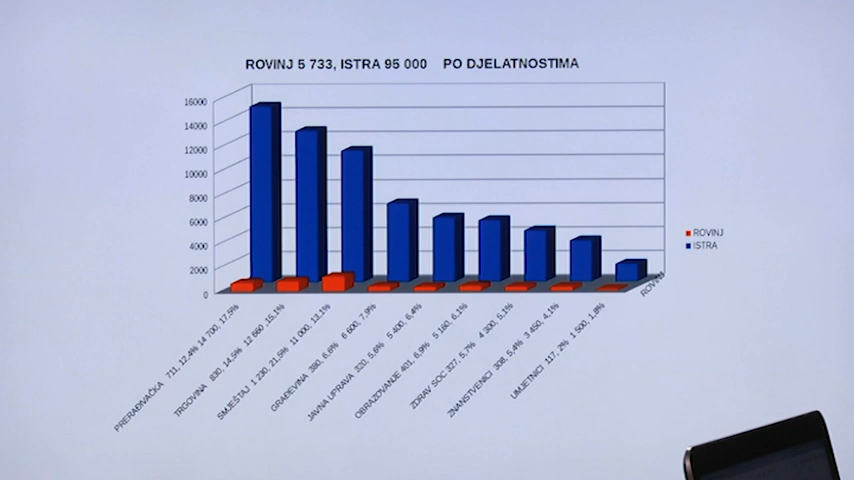 ROVINJ 5 733, ISTRA 95 000 PO DJELATNOSTIMA
16000
14000
12000
10000
8000
6000
4000
2000
0
ROVINJ
ISTRA
ROVINJ
PRERAĐIVAČKA 711, 12,4% 14 700, 17,5%
TRGOVINA 830, 14,5% 12 660 ,15,1%
SMJEŠTAJ 1 230, 21,5% 11 000, 13,1%
GRAĐEVINA 380, 6,6% 6 600, 7,9%
JAVNA UPRAVA 320, 5,6% 5 400, 6,4%
OBRAZOVANJE 401, 6,9% 5 160, 6,1%
ZDRAV SOC 327, 5,7% 4 300, 5,1%
ZNANSTVENICI 308, 5,4% 3 450, 4,1%
UMJETNICI 117, 2% 1 500, 1,8%